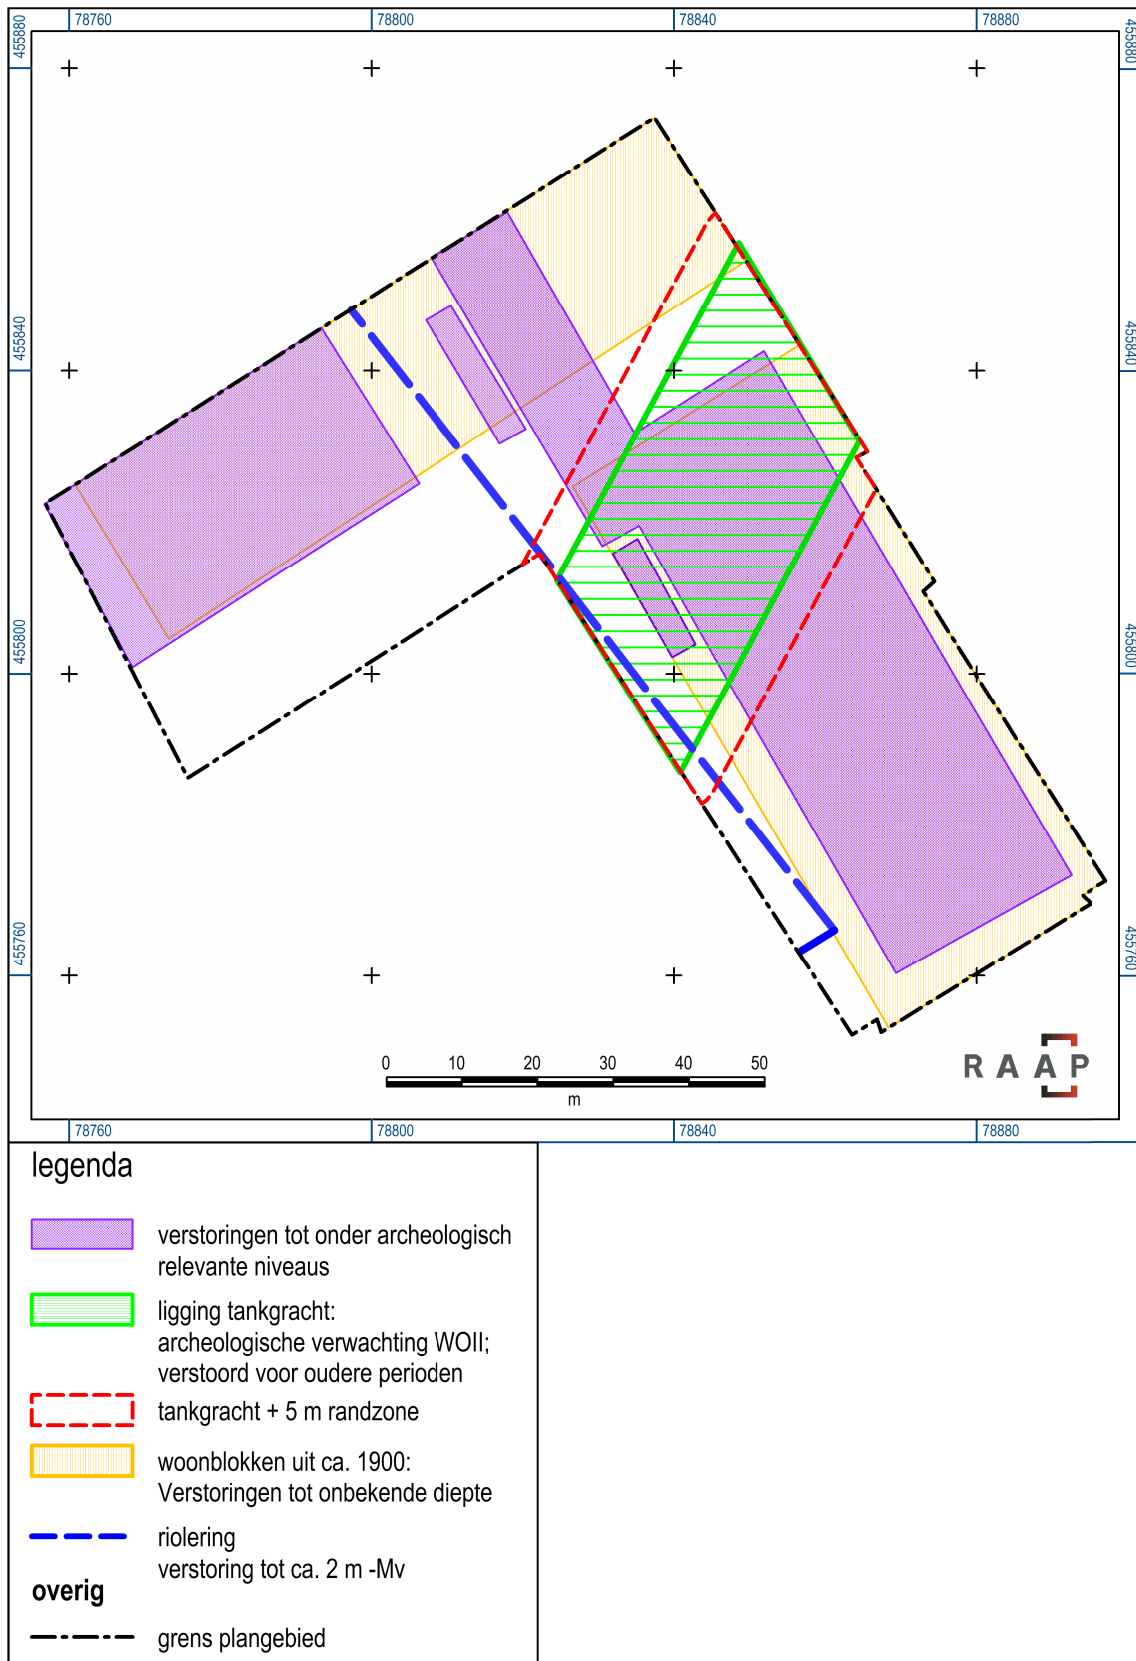 78760 78800 78840 78880
455880 455880
455840 455840
455800 455800
455760 455760
0 10 20 30 40 50
m
RAAP
78760 78800 78840 78880
legenda
verstoringen tot onder archeologisch
relevante niveaus
ligging tankgracht:
archeologische verwachting WOII;
verstoord voor oudere perioden
tankgracht + 5 m randzone
woonblokken uit ca. 1900:
Verstoringen tot onbekende diepte
riolering
verstoring tot ca. 2 m -Mv
overig
grens plangebied